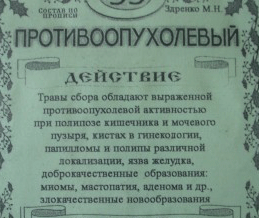 СОСТАВ ПО ПРОПИСИ
Здренко М.Н.
ПРОТИВООПУХОЛЕВЫЙ
ДЕЙСТВИЕ
Травы сбора обладают выраженной
противоопухолевой активностью
при полипозе кишечника и мочевого
пузыря, кистах в гинекологии,
папилломы и полипы различной
локализации, язва желудка,
доброкачественные образования:
миомы, мастопатия, аденома и др.,
злокачественные новообразования